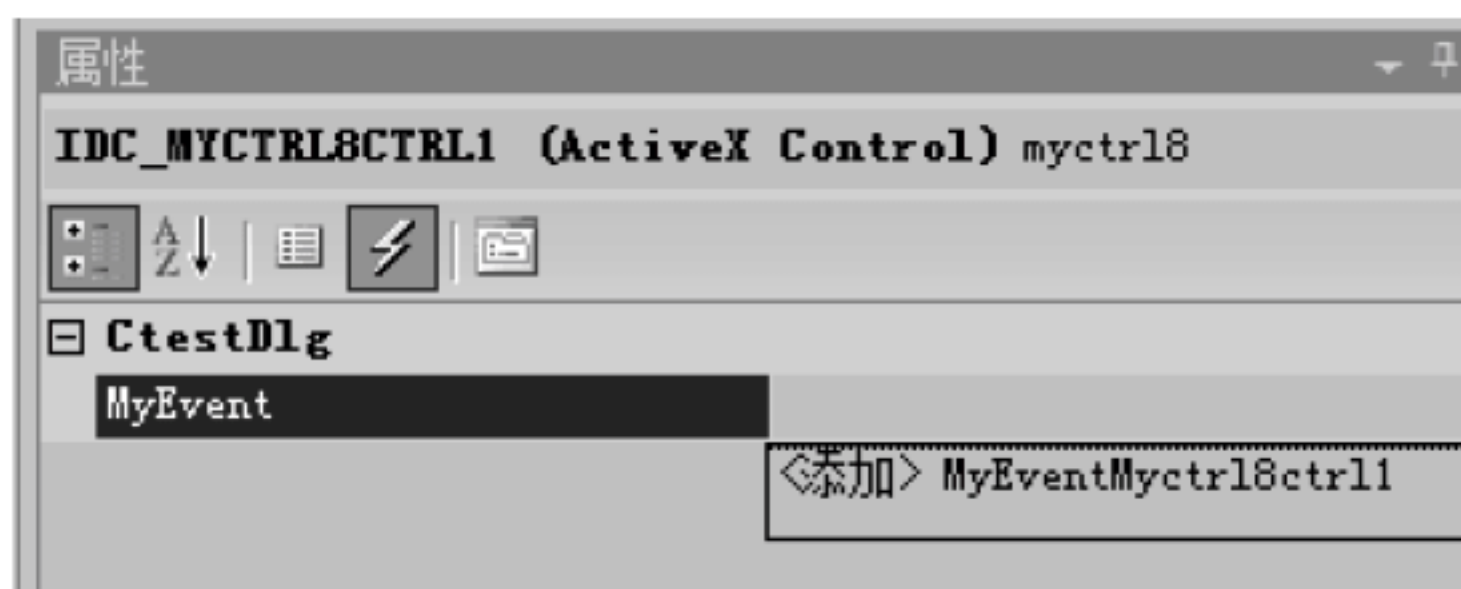 属性
IDC_MYCTRL8CTRL1 (ActiveX Control) myctrl8
CtestDlg
MyEvent
<添加> MyEventMyctrl8ctrl1